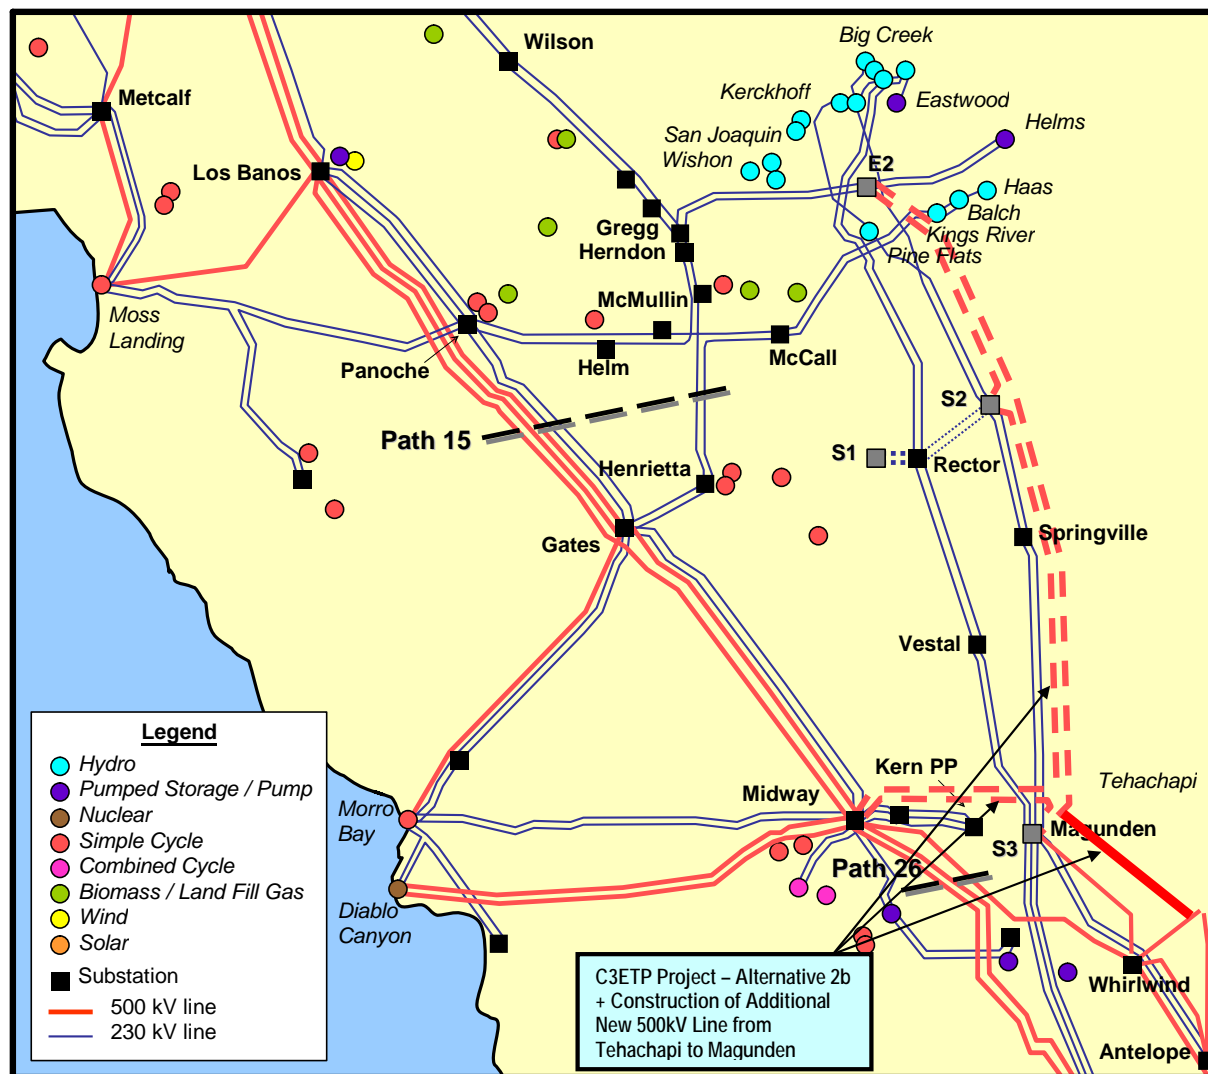 Big Creek
Wilson
Kerckhoff
Eastwood
Metcalf
Helms
San Joaquin
Wishon
E2
Los Banos
Haas
Balch
Gregg
Kings River
Herndon
Pine Flats
McMullin
Moss
Landing
McCall
Panoche
Helm
S2
Path 15
S1
Rector
Henrietta
Springville
Gates
Vestal
Legend
Hydro
Pumped Storage / Pump
Nuclear
Simple Cycle
Combined Cycle
Biomass / Land Fill Gas
Wind
Solar
Substation
500 kV line
230 kV line
Kern PP
Tehachapi
Midway
Morro
Bay
Magunden
S3
Path 26
Diablo
Canyon
C3ETP Project – Alternative 2b
+ Construction of Additional
New 500kV Line from
Tehachapi to Magunden
Whirlwind
Antelope